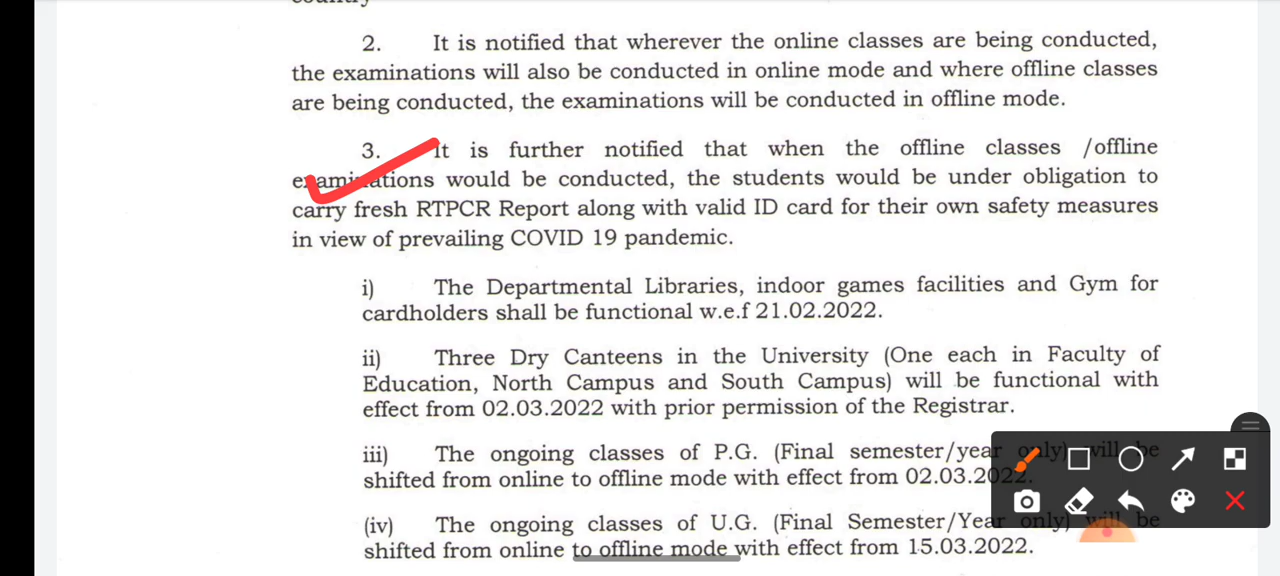 2. It is notified that wherever the online classes are being conducted,
the examinations will also be conducted in online mode and where offline classes
are being conducted, the examinations will be conducted in offline mode.
3. It is further notified that when the offline classes /offline
examinations would be conducted, the students would be under obligation to
carry fresh RTPCR Report along with valid ID card for their own safety measures
in view of prevailing COVID 19 pandemic.
i) The Departmental Libraries, indoor games facilities and Gym for
cardholders shall be functional w.e.f 21.02.2022.
ii) Three Dry Canteens in the University (One each in Faculty of
Education, North Campus and South Campus) will be functional with
effect from 02.03.2022 with prior permission of the Registrar.
iii) The ongoing classes of P.G. (Final semester/year only) will be
shifted from online to offline mode with effect from 02.03.2022.
(iv) The ongoing classes of U.G. (Final Semester/Year only) will be
shifted from online to offline mode with effect from 15.03.2022.